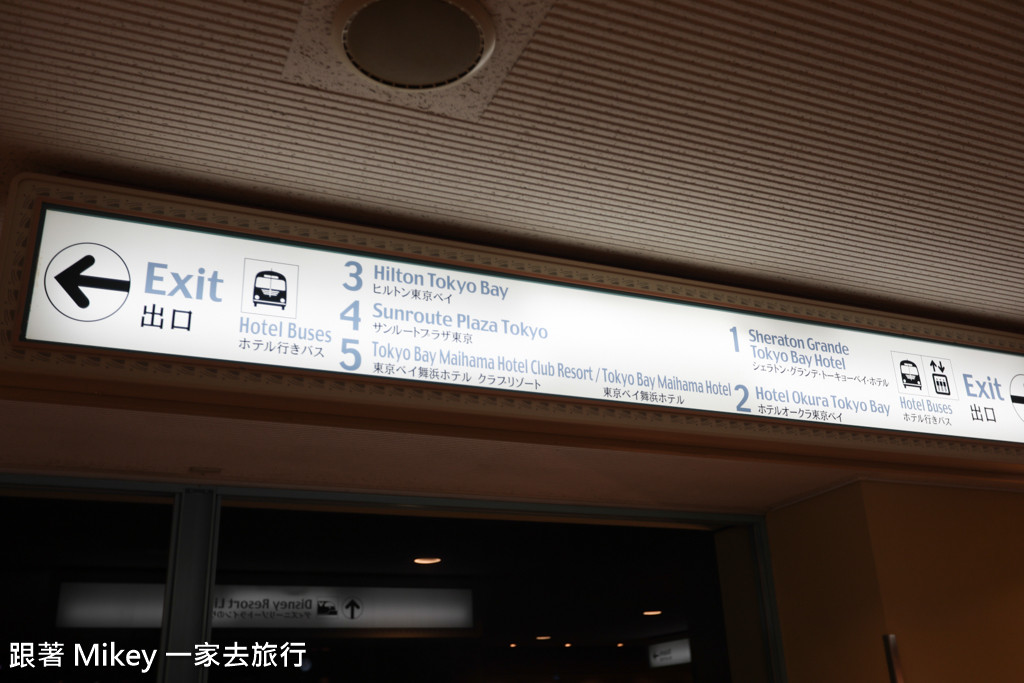 Exit
出口
Hotel Buses
ホテル行きバス
3 Hilton Tokyo Bay
ヒルトン東京ベイ
4 Sunroute Plaza Tokyo
サンルートプラザ東京
5 Tokyo Bay Maihama Hotel Club Resort / Tokyo Bay Maihama Hotel
東京ベイ舞浜ホテル クラブリゾート 東京ベイ舞浜ホテル
1 Sheraton Grande
Tokyo Bay Hotel
シェラトン・グランデ・トーキョーベイ・ホテル
2 Hotel Okura Tokyo Bay
ホテルオークラ東京ベイ
Hotel Buses
ホテル行きバス
Exit
出口
Disney Resort Li
跟著 Mikey 一家去旅行